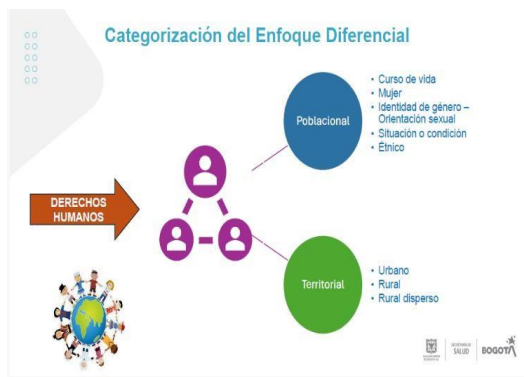 Categorización del Enfoque Diferencial
Poblacional
• Curso de vida
• Mujer
• Identidad de género –
Orientación sexual
• Situación o condición
• Étnico
DERECHOS
HUMANOS
Territorial
• Urbano
• Rural
• Rural disperso
SALUD
BOGOTÁ